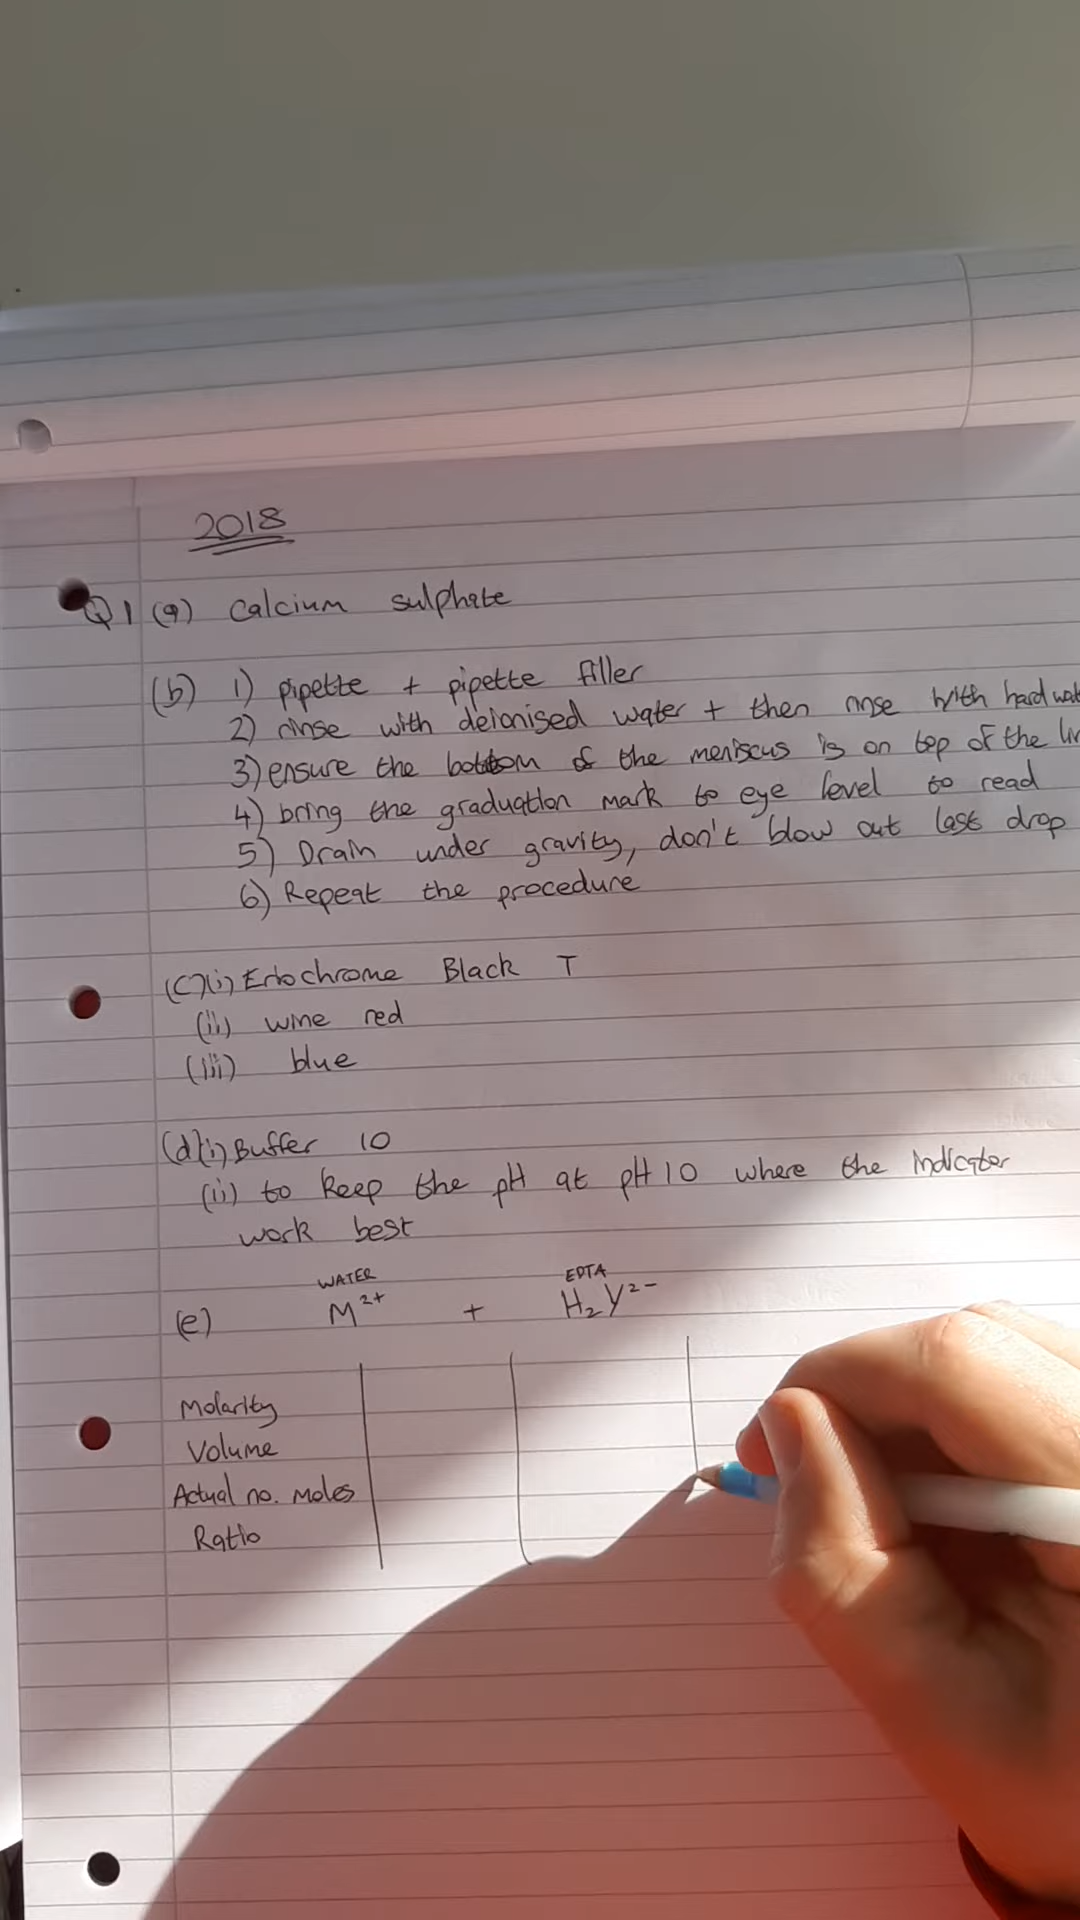 2018
Q1 (a) Calcium sulphate
(b) 1) pipette + pipette filler
2) rinse with deionised water + then rinse with hard
3) ensure the bottom of the meniscus is on top of the
4) bring the graduation mark to eye level to read
5) Drain under gravity, don't blow out last drop
6) Repeat the procedure
(c)(i) Eriochrome Black T
(ii) wine red
(iii) blue
(d)(i) Buffer 10
(ii) to keep the pH at pH 10 where the indicator
work best
WATER EDTA
(e) M²⁺ + H₂Y²⁻
Molarity
Volume
Actual no. moles
Ratio